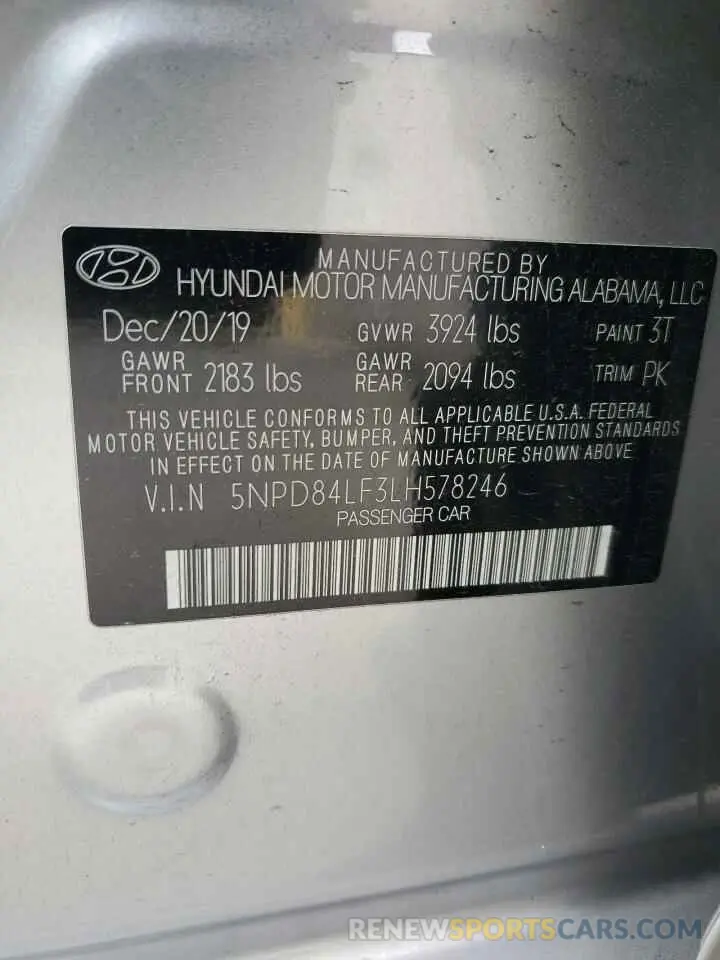 MANUFACTURED BY
HYUNDAI MOTOR MANUFACTURING ALABAMA, LLC
Dec/20/19 GVWR 3924 lbs PAINT 3T
GAWR FRONT 2183 lbs GAWR REAR 2094 lbs TRIM PK
THIS VEHICLE CONFORMS TO ALL APPLICABLE U.S.A. FEDERAL
MOTOR VEHICLE SAFETY, BUMPER, AND THEFT PREVENTION STANDARDS
IN EFFECT ON THE DATE OF MANUFACTURE SHOWN ABOVE.
V.I.N 5NPD84LF3LH578246
PASSENGER CAR
RENEWSPORTSCARS.COM